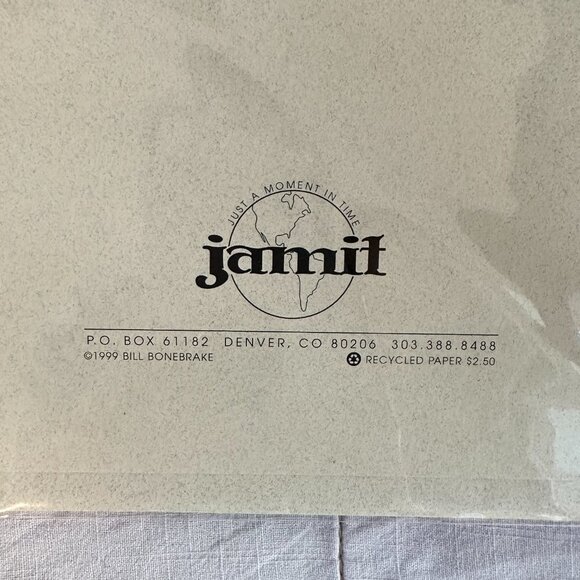 JUST A MOMENT IN TIME
jamit
P.O. BOX 61182 DENVER, CO 80206 303.388.8488
©1999 BILL BONEBRAKE RECYCLED PAPER $2.50